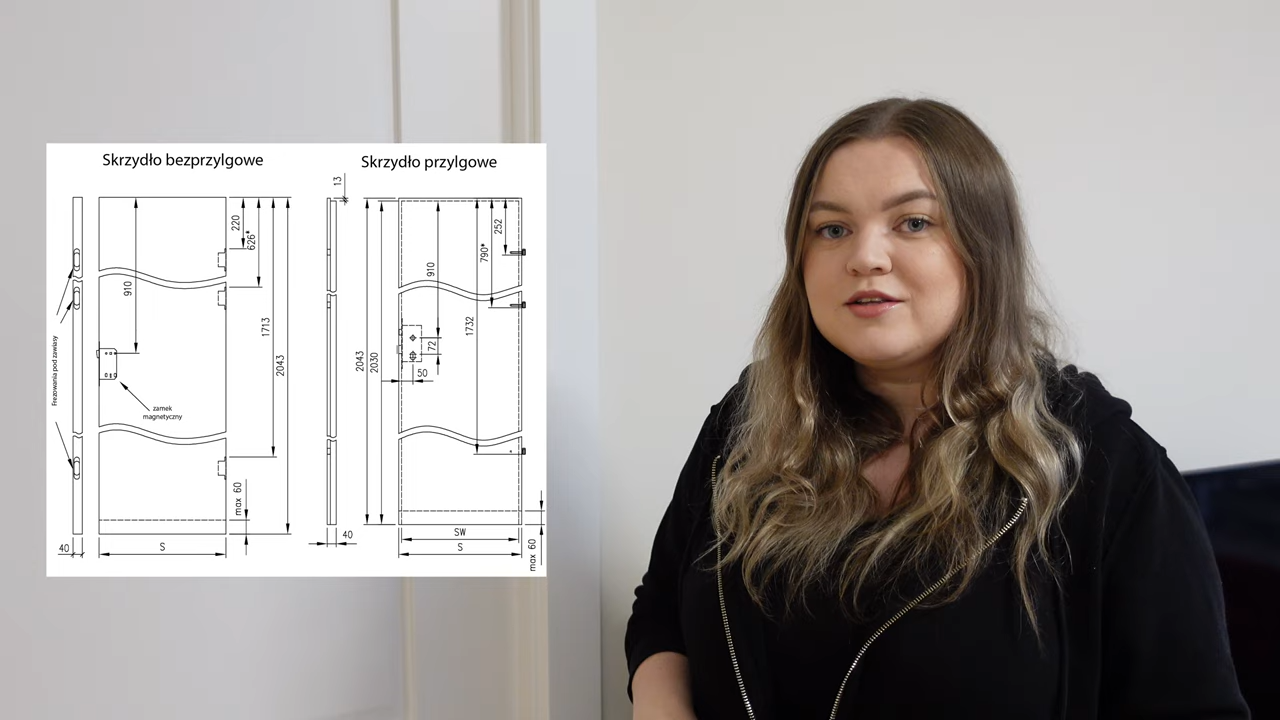 Skrzydło bezprzylgowe
Skrzydło przylgowe
220
626*
910
1713
2043
Frezowania pod zawiasy
zamek
magnetyczny
max 60
40
S
13
252
790*
910
1732
2043
2030
72
50
40
SW
S
max 60